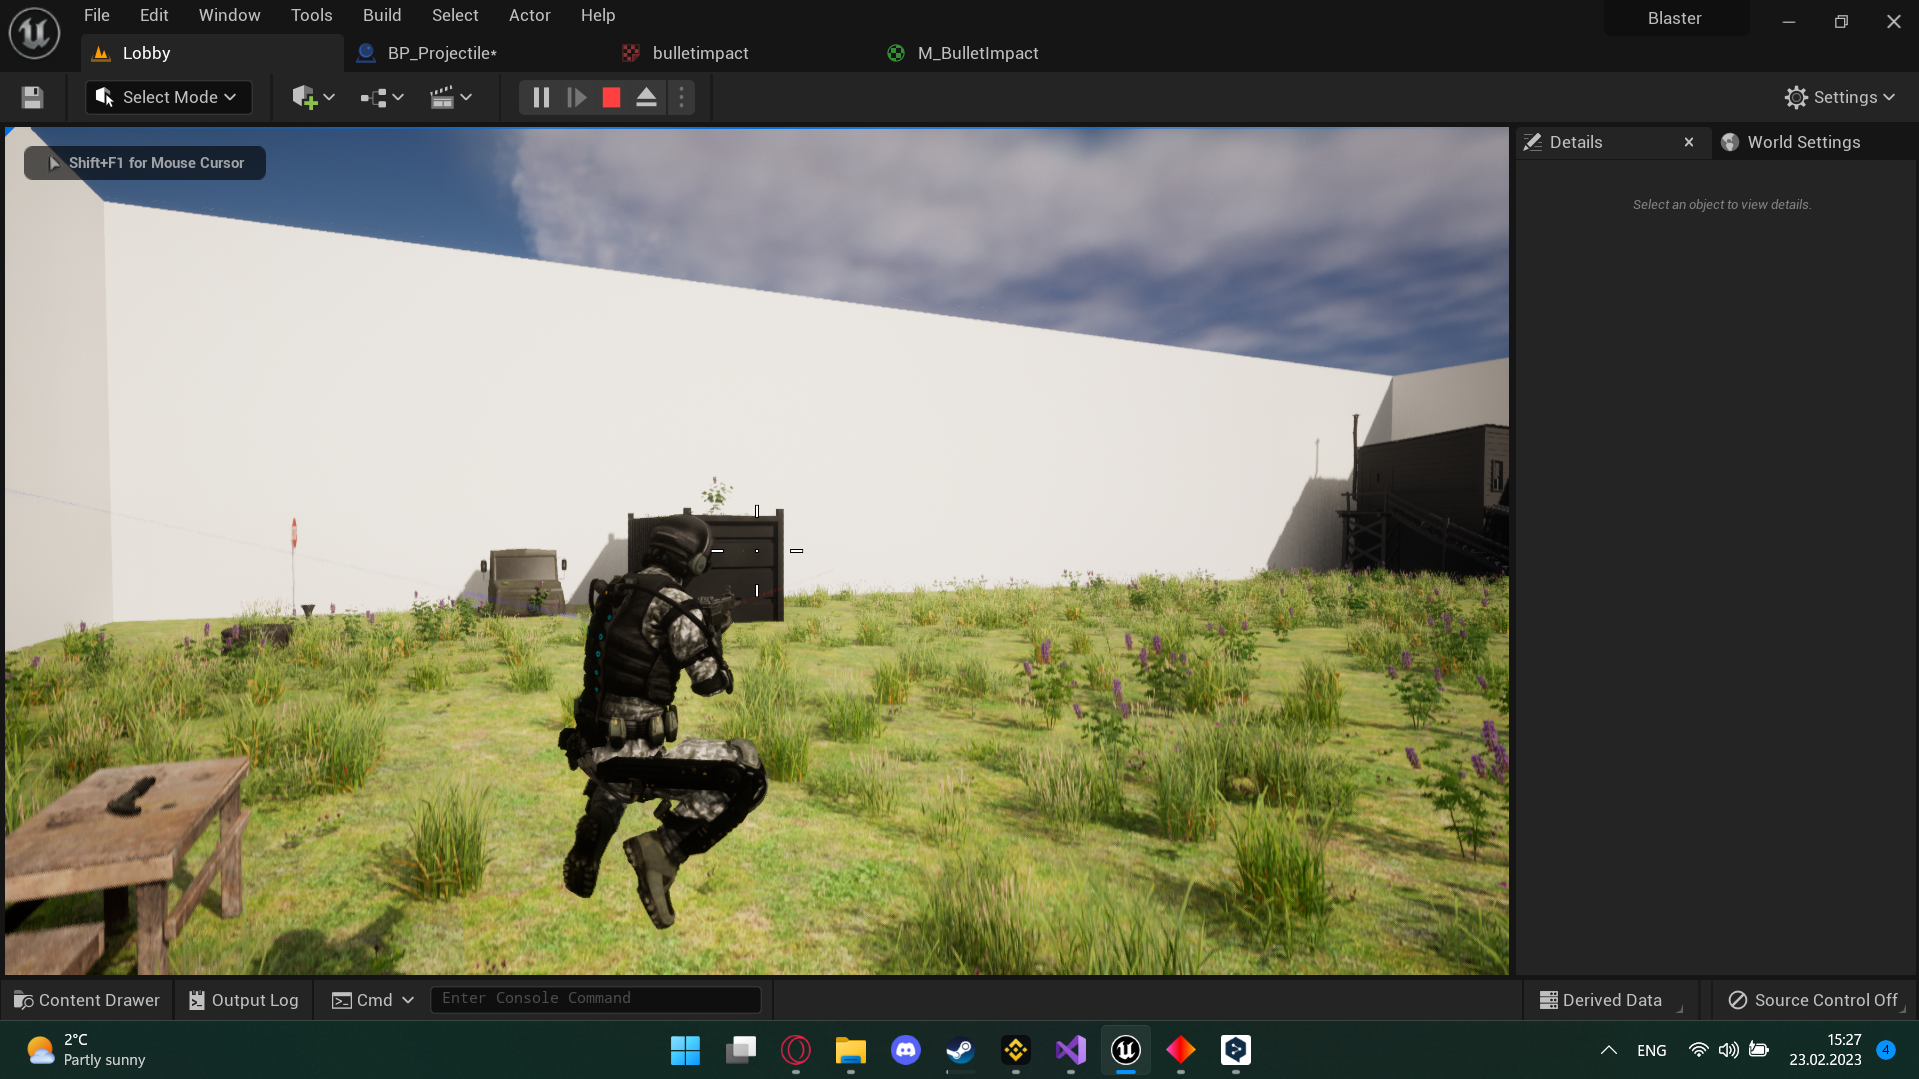 File Edit Window Tools Build Select Actor Help
Blaster
Lobby
BP_Projectile*
bulletimpact
M_BulletImpact
Select Mode
Settings
Shift+F1 for Mouse Cursor
Details
World Settings
Select an object to view details.
Content Drawer
Output Log
Cmd
Enter Console Command
Derived Data
Source Control Off
2°C
Partly sunny
ENG
15:27
23.02.2023
4